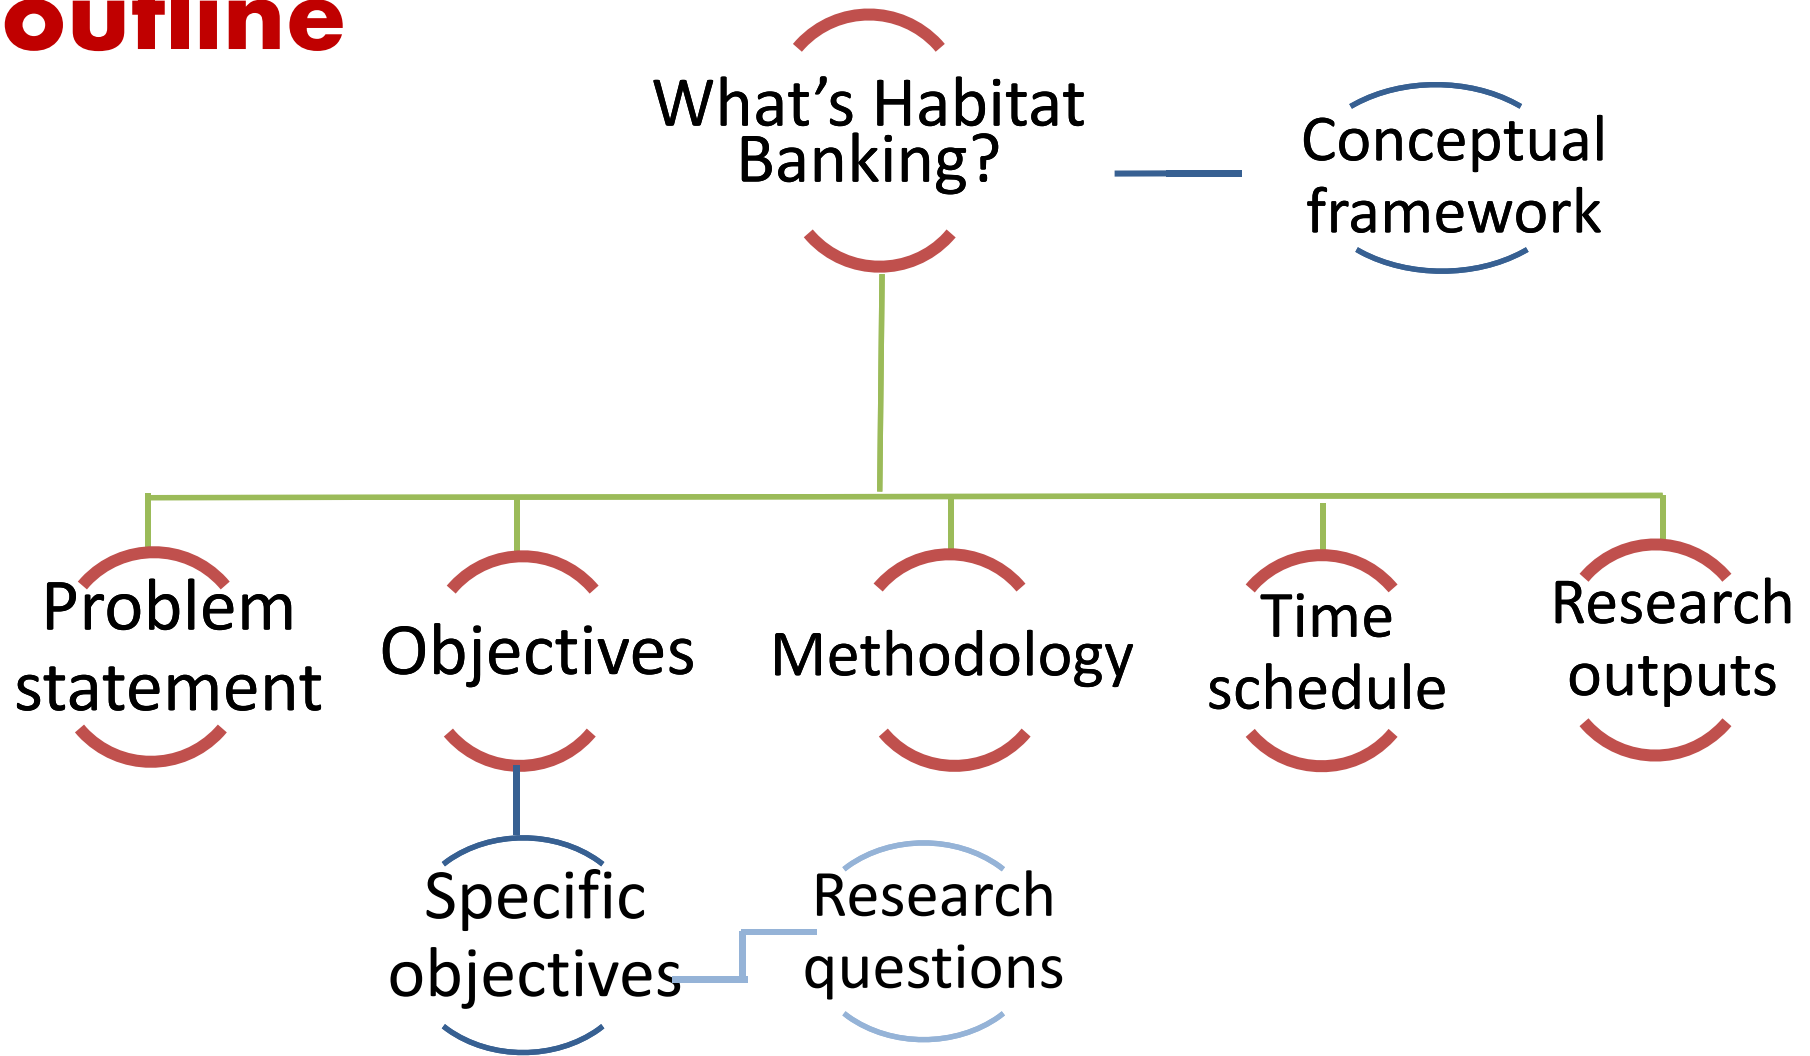 outline
What's Habitat
Banking?
Conceptual
framework
Problem
statement
Objectives
Methodology
Time
schedule
Research
outputs
Specific
objectives
Research
questions